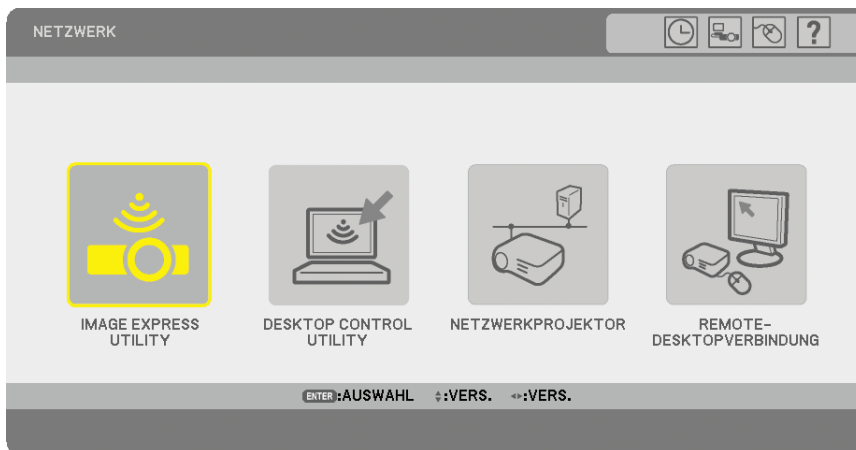 NETZWERK
?
IMAGE EXPRESS
UTILITY
DESKTOP CONTROL
UTILITY
NETZWERKPROJEKTOR
REMOTE-
DESKTOPVERBINDUNG
ENTER:AUSWAHL :VERS. :VERS.